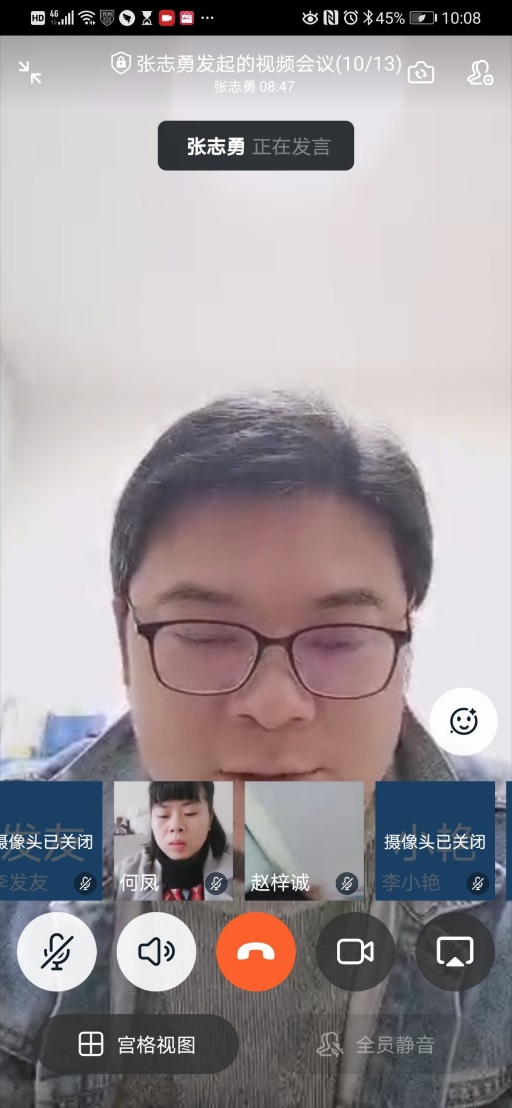 HD 4G 45% 10:08
张志勇发起的视频会议(10/13)
张志勇 08:47
张志勇 正在发言
摄像头已关闭
李发友
何凤
赵梓诚
摄像头已关闭
李小艳
宫格视图
全员静音